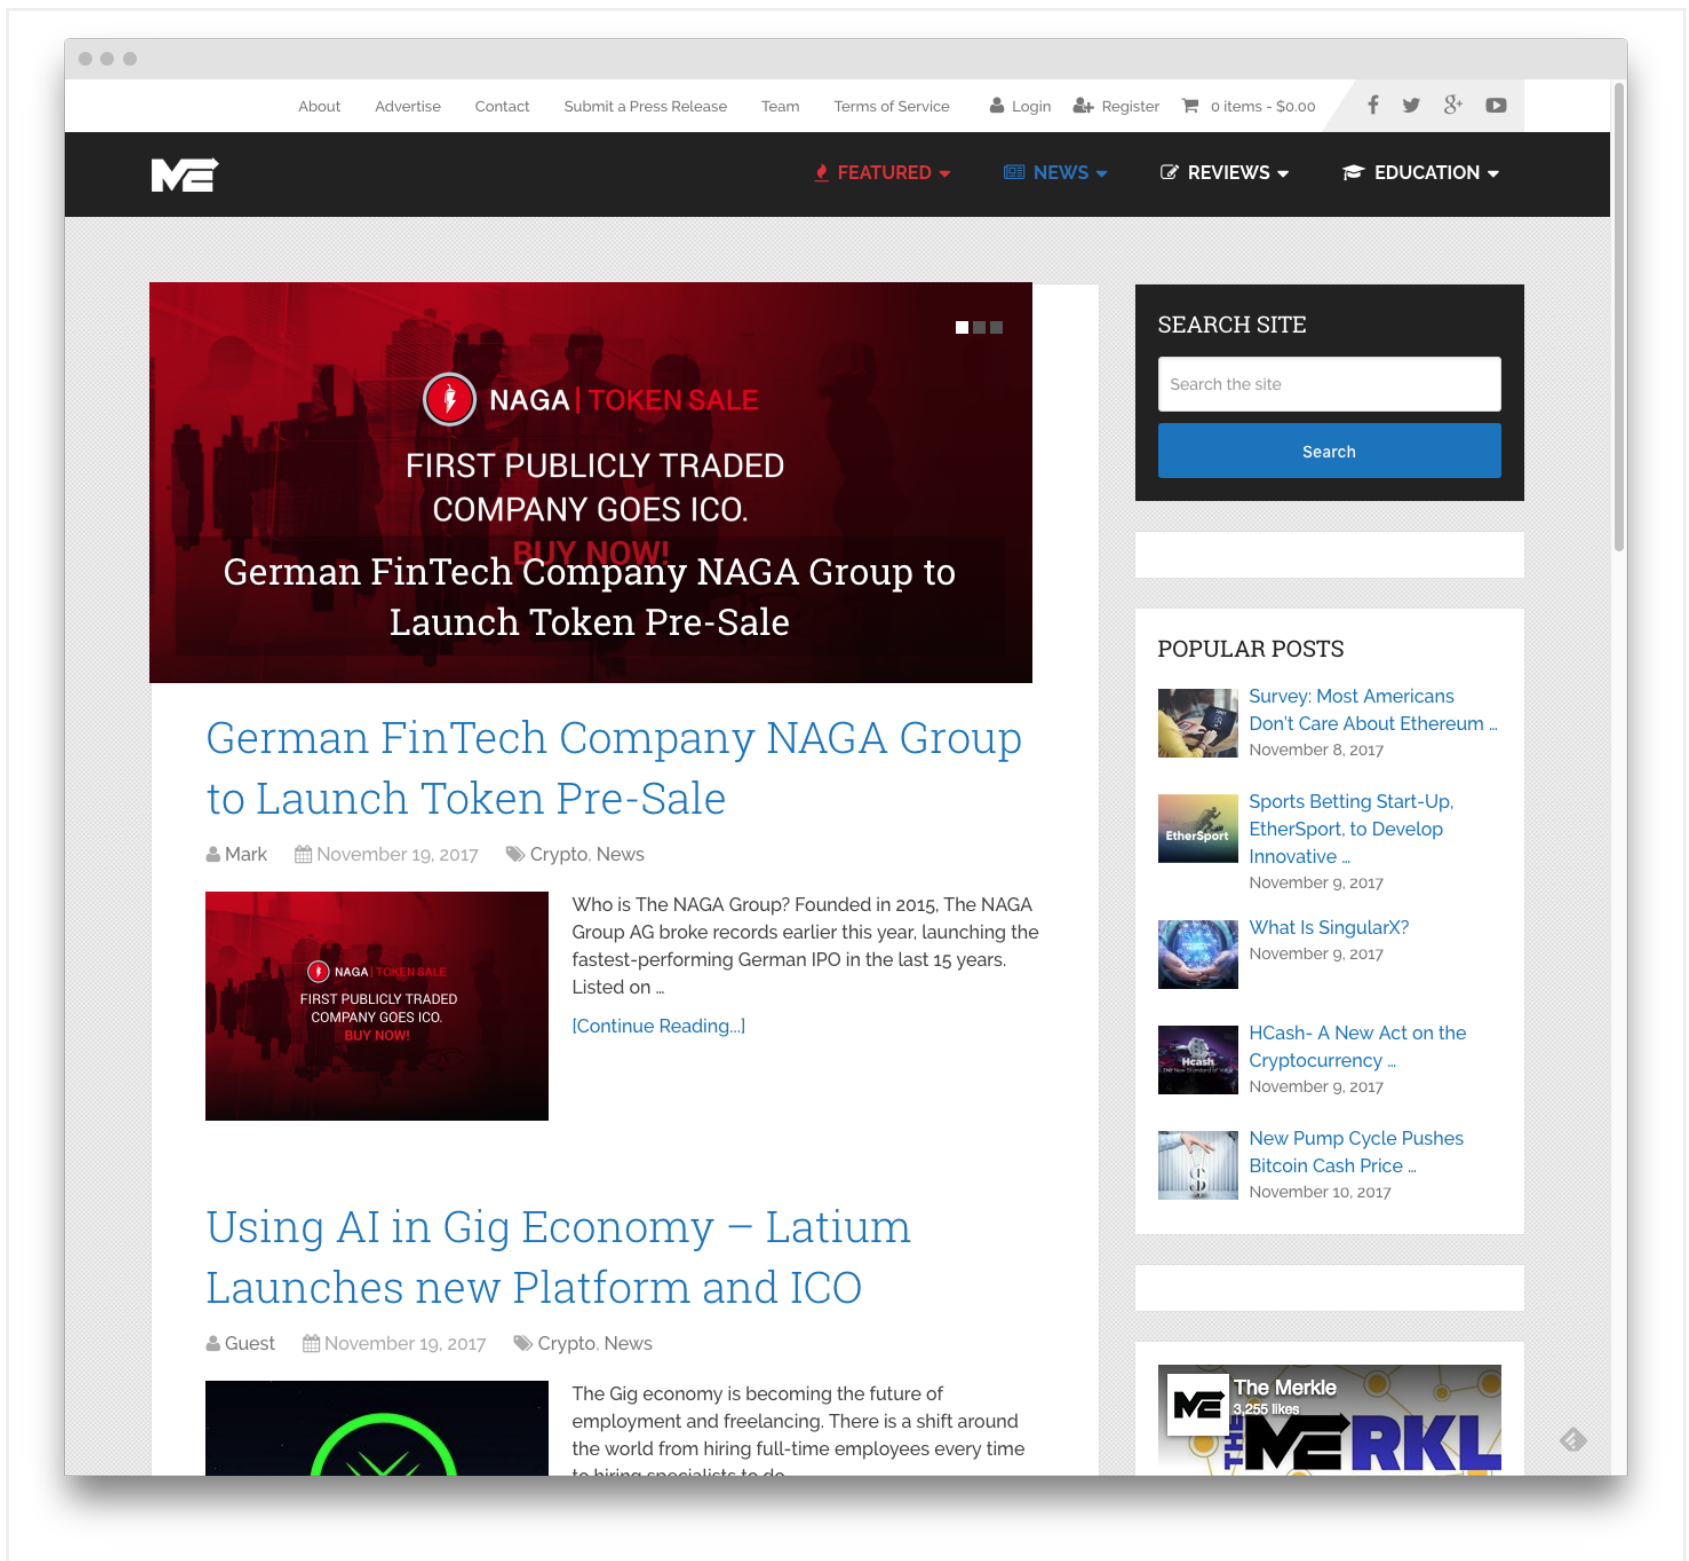 About Advertise Contact Submit a Press Release Team Terms of Service Login Register 0 items - $0.00
ME
FEATURED NEWS REVIEWS EDUCATION
NAGA | TOKEN SALE
FIRST PUBLICLY TRADED
COMPANY GOES ICO.
BUY NOW!
German FinTech Company NAGA Group to
Launch Token Pre-Sale
German FinTech Company NAGA Group
to Launch Token Pre-Sale
Mark November 19, 2017 Crypto, News
NAGA | TOKEN SALE
FIRST PUBLICLY TRADED
COMPANY GOES ICO.
BUY NOW!
Who is The NAGA Group? Founded in 2015, The NAGA
Group AG broke records earlier this year, launching the
fastest-performing German IPO in the last 15 years.
Listed on ...
[Continue Reading...]
Using AI in Gig Economy – Latium
Launches new Platform and ICO
Guest November 19, 2017 Crypto, News
The Gig economy is becoming the future of
employment and freelancing. There is a shift around
the world from hiring full-time employees every time
to hiring specialists to do
SEARCH SITE
Search the site
Search
POPULAR POSTS
Survey: Most Americans
Don't Care About Ethereum ...
November 8, 2017
EtherSport
Sports Betting Start-Up,
EtherSport, to Develop
Innovative ...
November 9, 2017
What Is SingularX?
November 9, 2017
Hcash
HCash- A New Act on the
Cryptocurrency ...
November 9, 2017
New Pump Cycle Pushes
Bitcoin Cash Price ...
November 10, 2017
ME
The Merkle
3,255 likes
THE MERKL